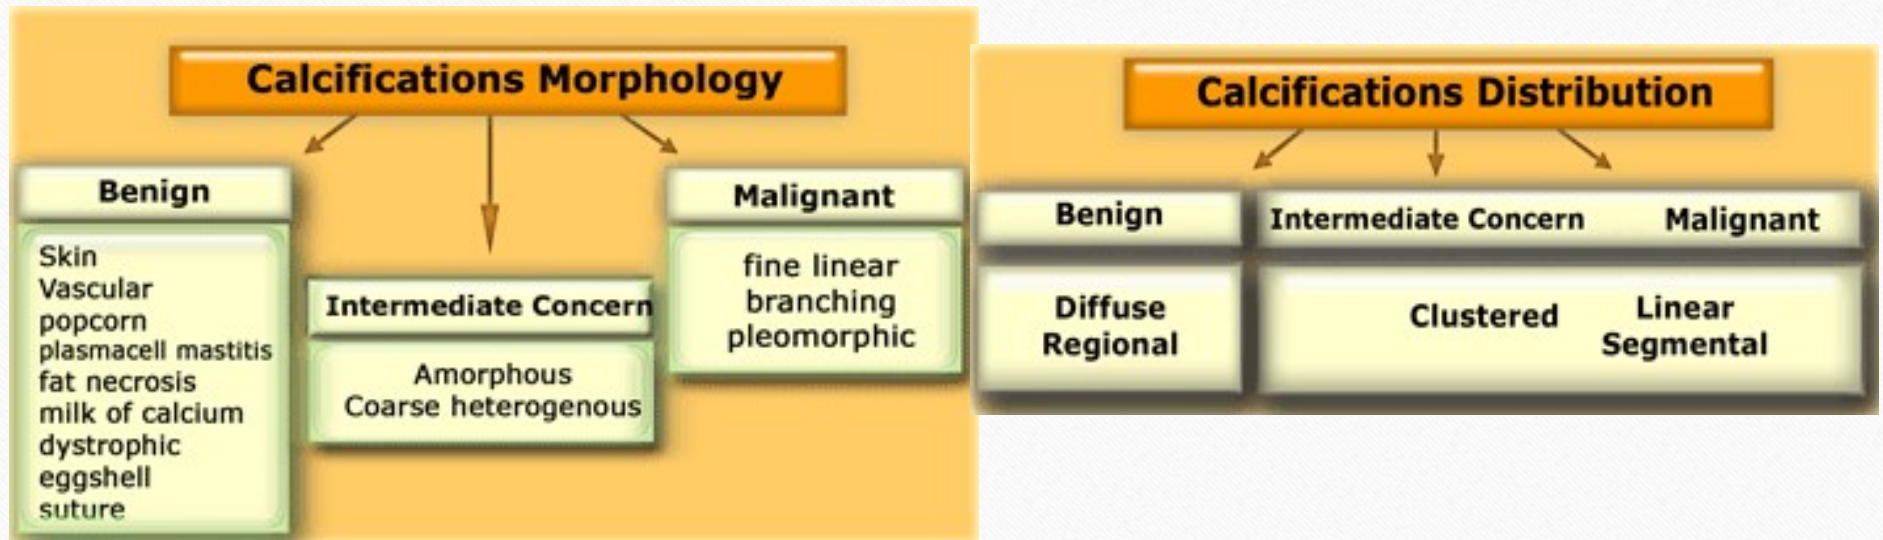 Calcifications Morphology
Benign
Skin
Vascular
popcorn
plasmacell mastitis
fat necrosis
milk of calcium
dystrophic
eggshell
suture
Intermediate Concern
Amorphous
Coarse heterogenous
Malignant
fine linear
branching
pleomorphic
Calcifications Distribution
Benign
Diffuse
Regional
Intermediate Concern
Clustered
Malignant
Linear
Segmental